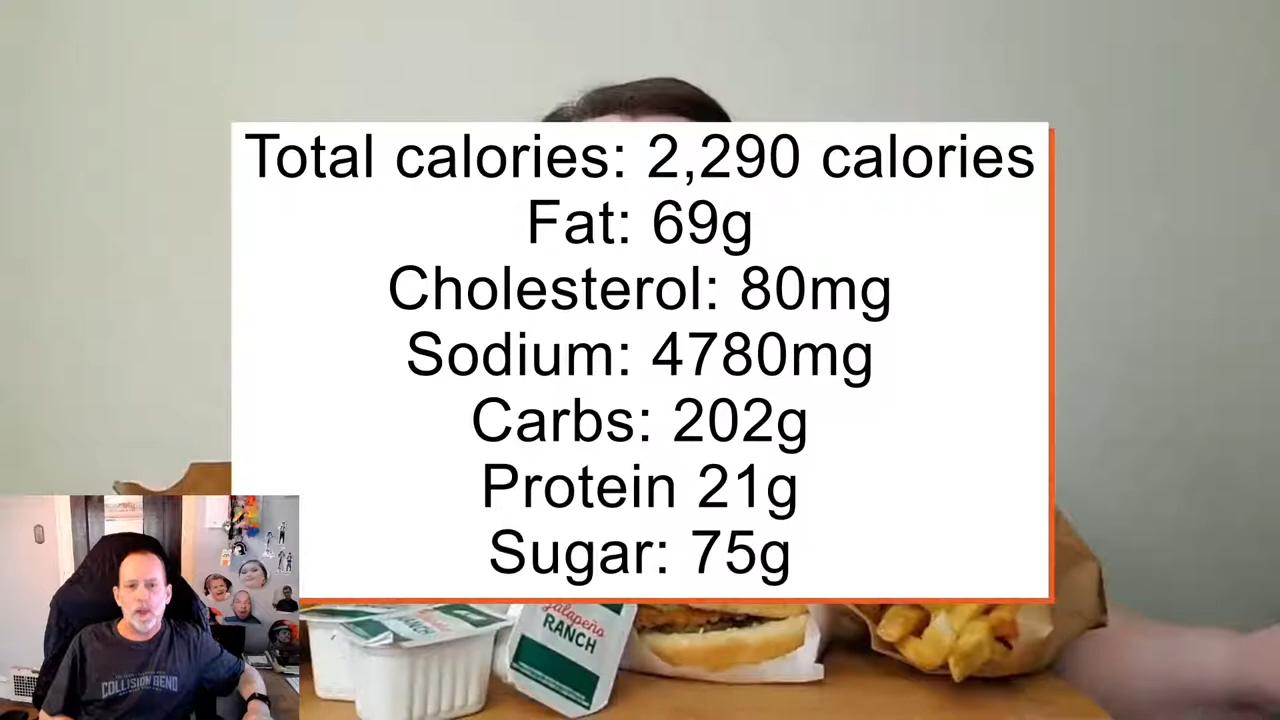 Total calories: 2,290 calories
Fat: 69g
Cholesterol: 80mg
Sodium: 4780mg
Carbs: 202g
Protein 21g
Sugar: 75g
jalapeño
RANCH
RANCH
COLLISION BEND